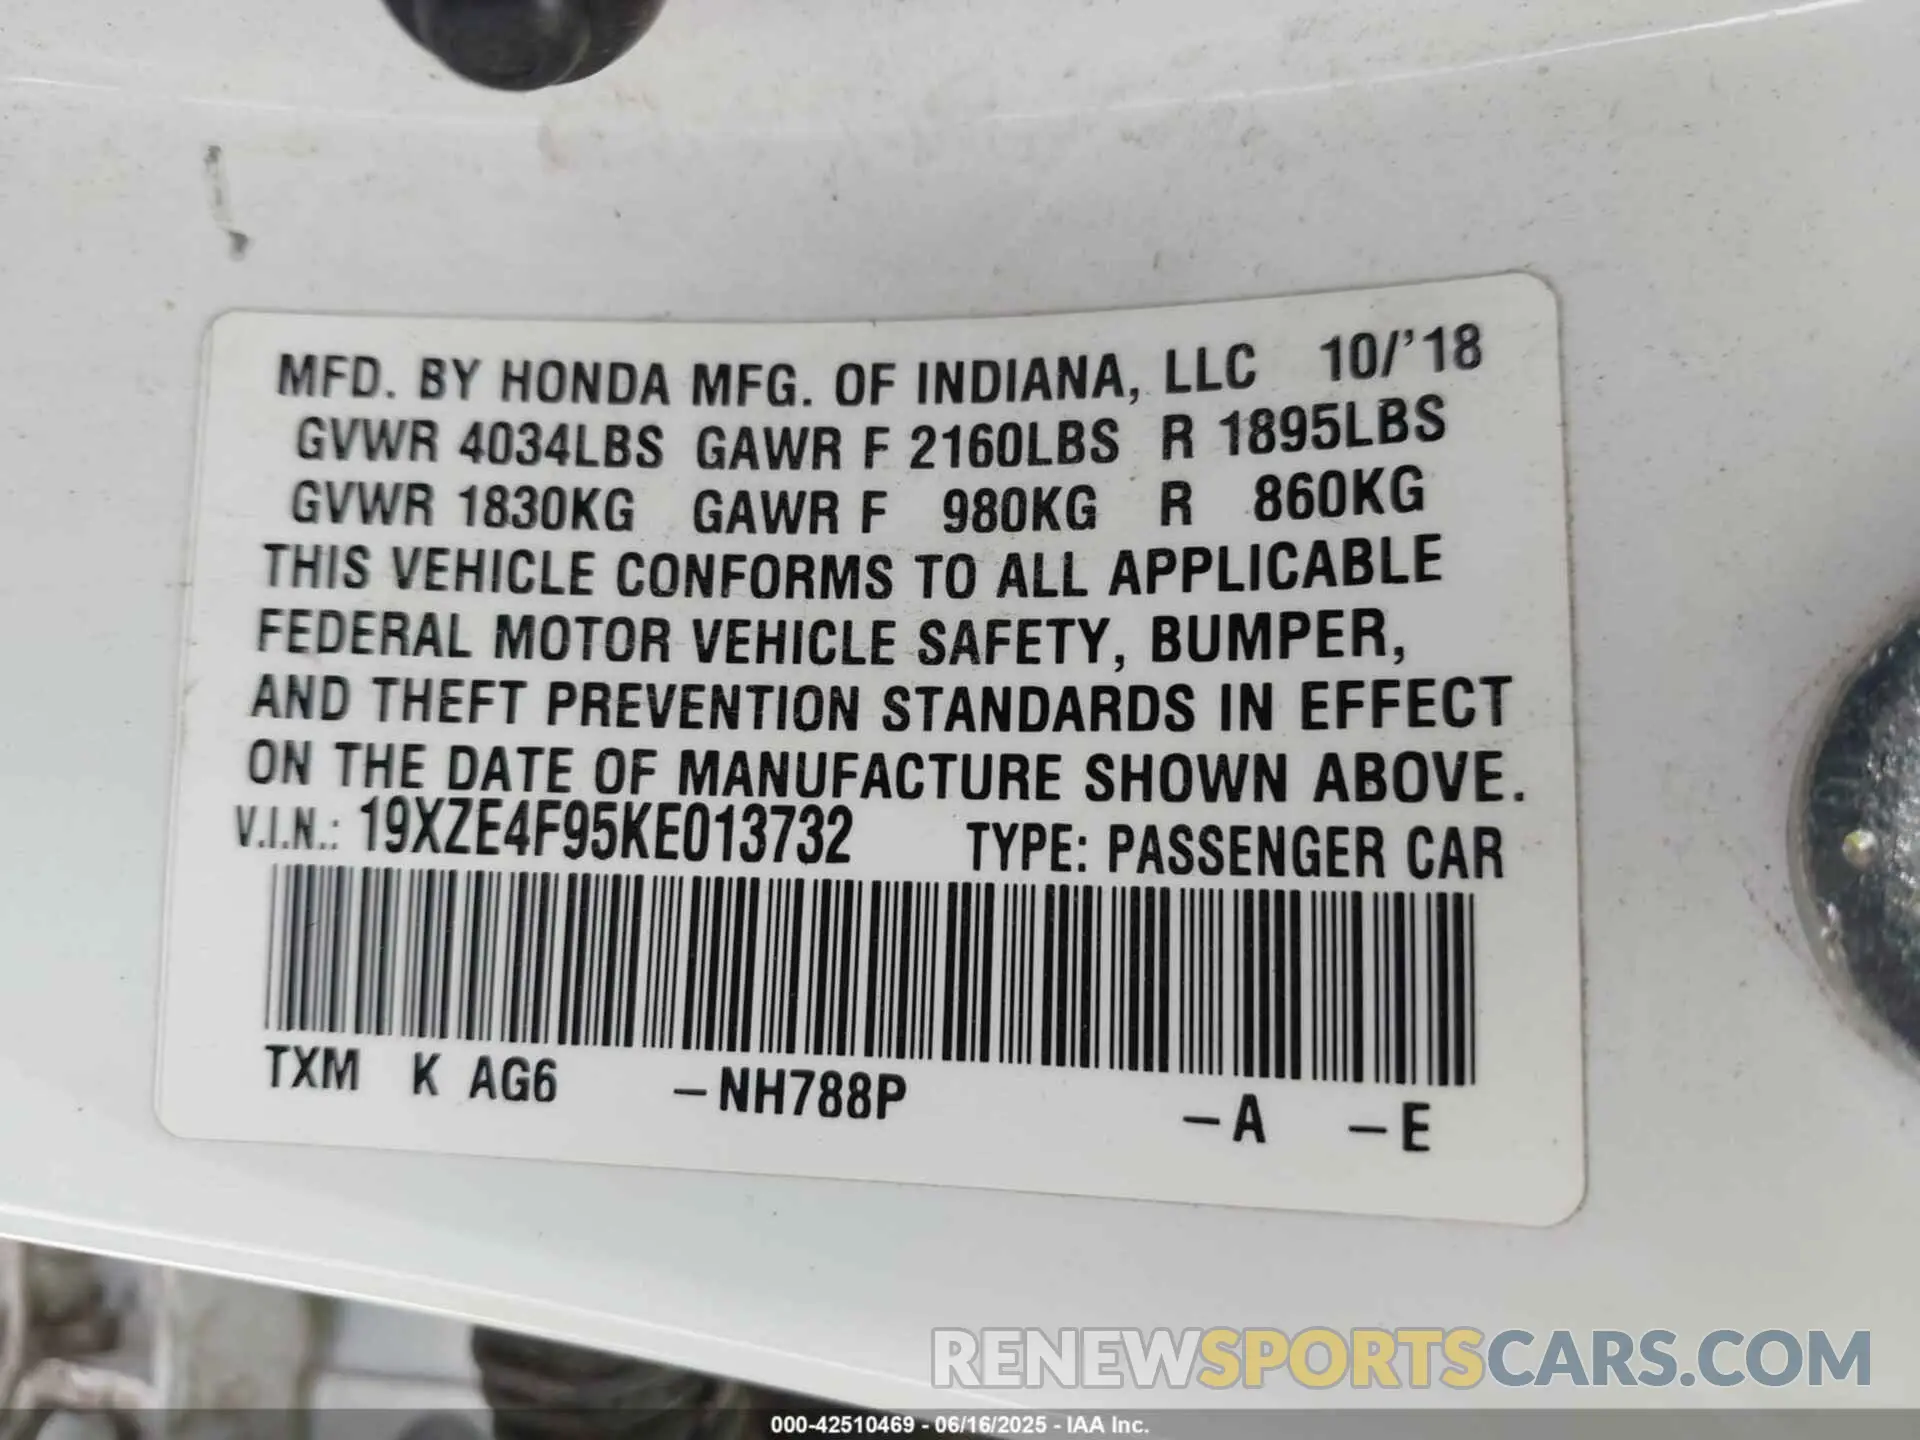 MFD. BY HONDA MFG. OF INDIANA, LLC 10/'18
GVWR 4034LBS GAWR F 2160LBS R 1895LBS
GVWR 1830KG GAWR F 980KG R 860KG
THIS VEHICLE CONFORMS TO ALL APPLICABLE
FEDERAL MOTOR VEHICLE SAFETY, BUMPER,
AND THEFT PREVENTION STANDARDS IN EFFECT
ON THE DATE OF MANUFACTURE SHOWN ABOVE.
V.I.N.: 19XZE4F95KE013732 TYPE: PASSENGER CAR
TXM K AG6 –NH788P –A –E
RENEWSPORTSCARS.COM
000-42510469 - 06/16/2025 - IAA Inc.